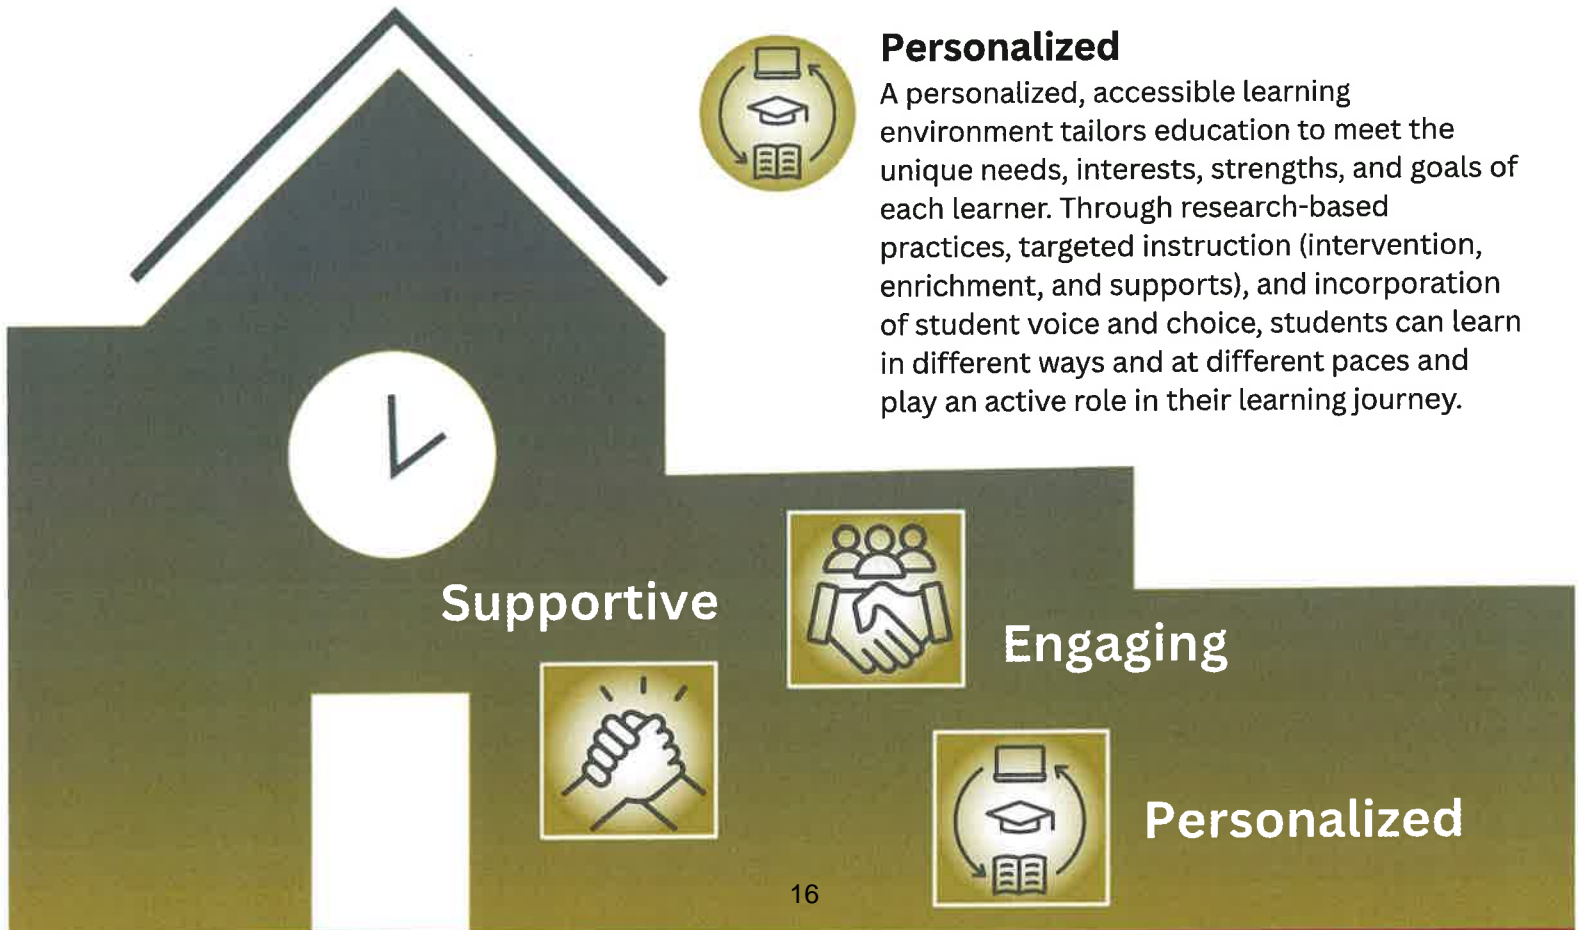 Personalized
A personalized, accessible learning
environment tailors education to meet the
unique needs, interests, strengths, and goals of
each learner. Through research-based
practices, targeted instruction (intervention,
enrichment, and supports), and incorporation
of student voice and choice, students can learn
in different ways and at different paces and
play an active role in their learning journey.
Supportive
Engaging
Personalized
16